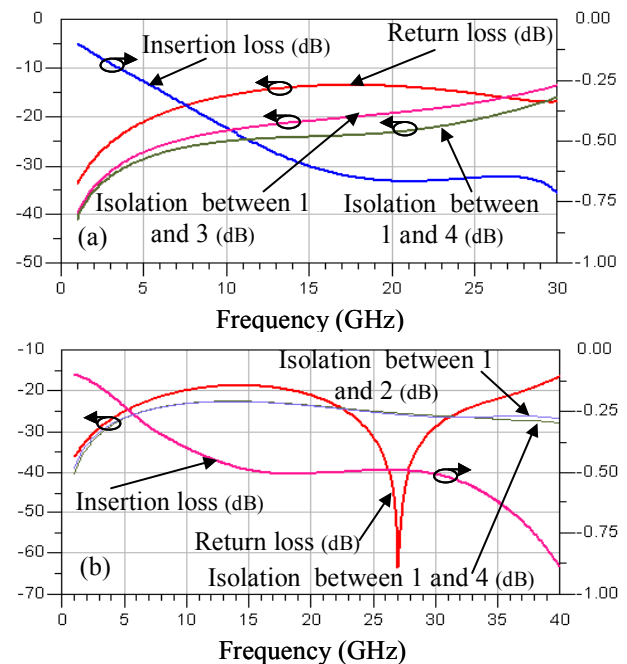 0 0.00
Insertion loss (dB) Return loss (dB)
-10
-0.25
-20
-0.50
-30
-0.75
Isolation between 1 and 3 (dB)
Isolation between 1 and 4 (dB)
-40
(a)
-50 -1.00
0 5 10 15 20 25 30
Frequency (GHz)
-10 0.00
Isolation between 1 and 2 (dB)
-20
-0.25
-30
-40
-0.50
Insertion loss (dB)
Return loss (dB)
-50
-0.75
-60
(b)
Isolation between 1 and 4 (dB)
-70 -1.00
0 5 10 15 20 25 30 35 40
Frequency (GHz)